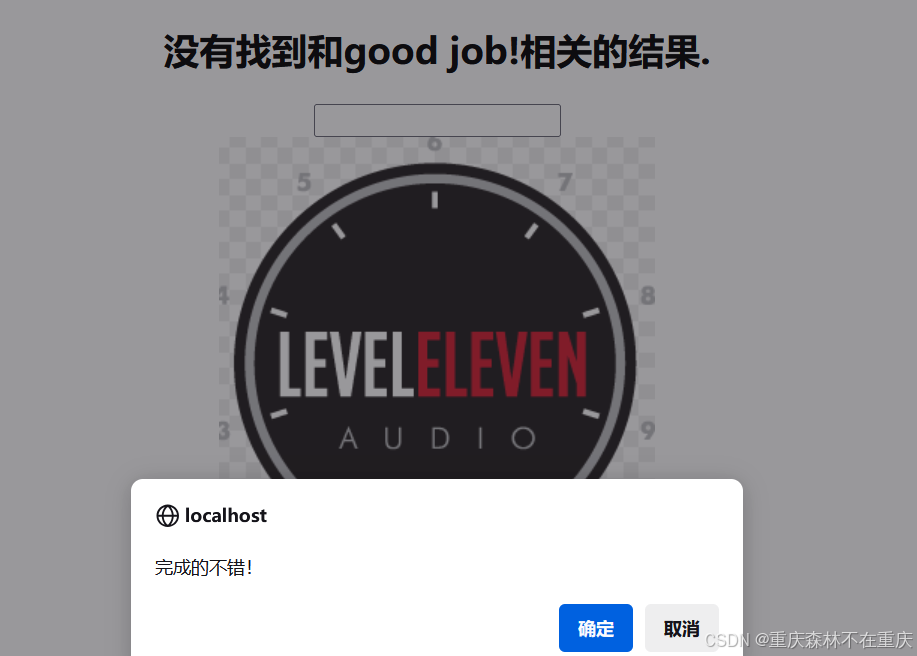 没有找到和good job!相关的结果.
6
5
7
4
8
LEVELELEVEN
AUDIO
3
9
localhost
完成的不错!
确定
取消
CSDN @重庆森林不在重庆